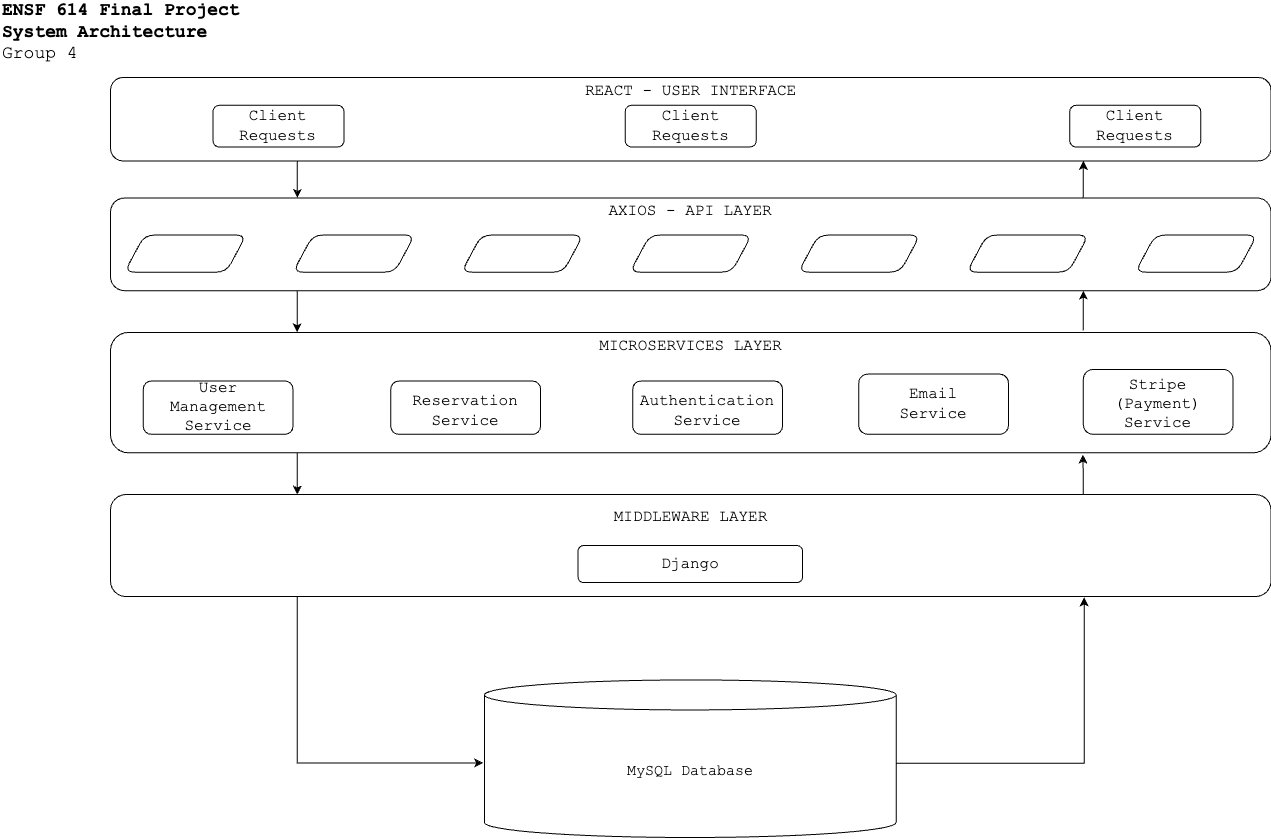 ENSF 614 Final Project
System Architecture
Group 4
REACT - USER INTERFACE
Client
Requests
Client
Requests
Client
Requests
AXIOS - API LAYER
MICROSERVICES LAYER
User
Management
Service
Reservation
Service
Authentication
Service
Email
Service
Stripe
(Payment)
Service
MIDDLEWARE LAYER
Django
MySQL Database